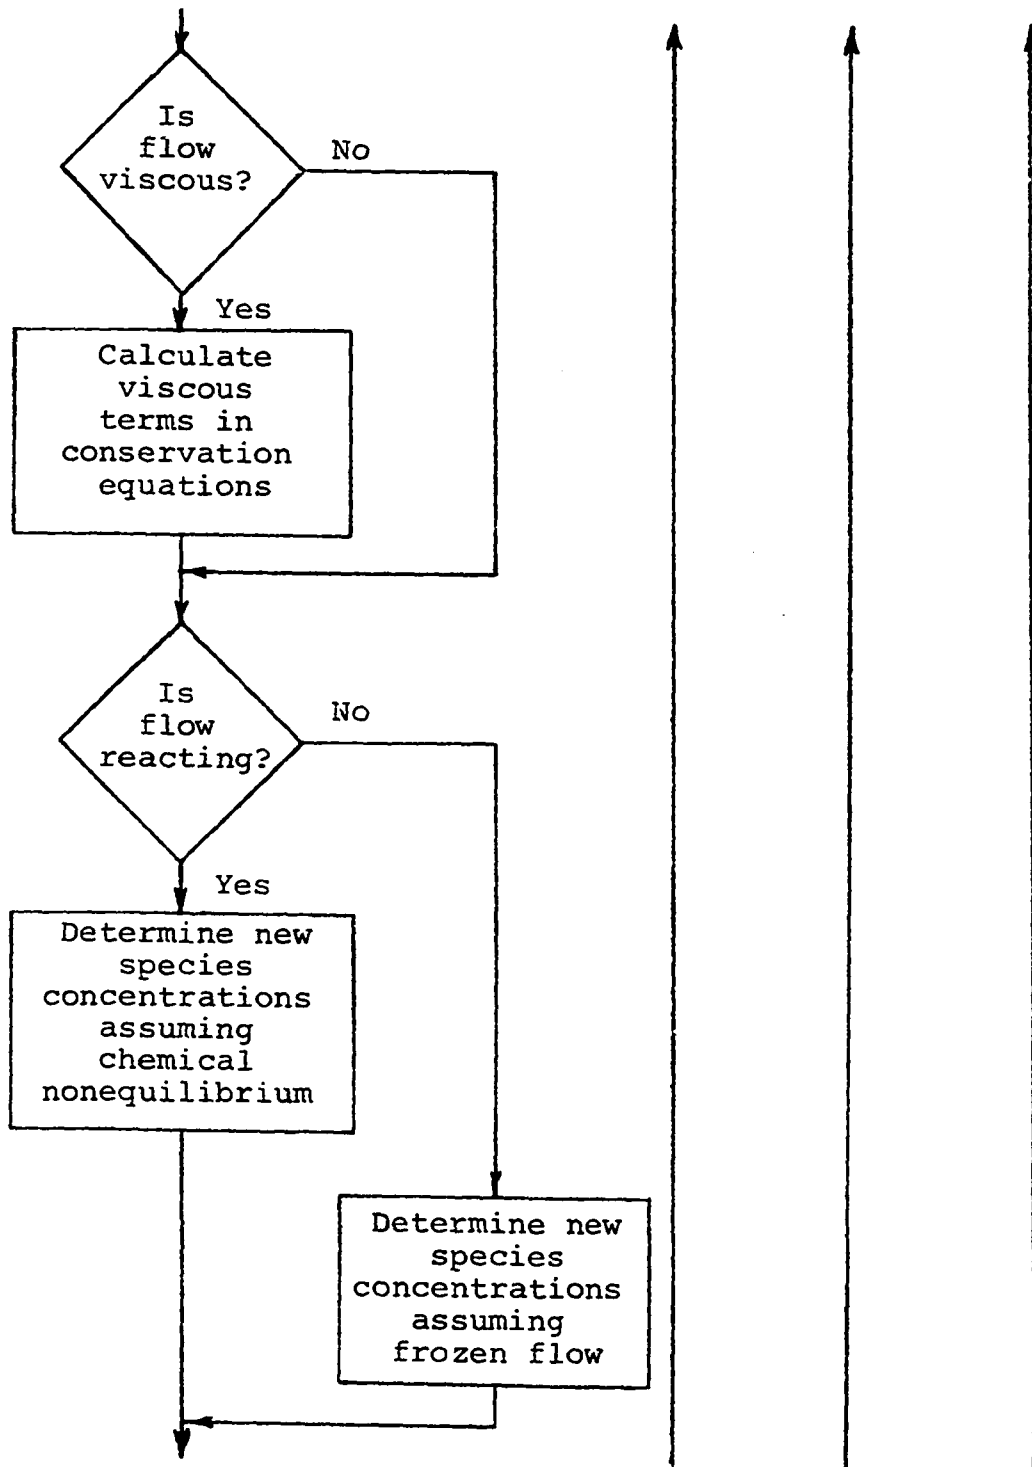 Is
flow
viscous?
No
Yes
Calculate
viscous
terms in
conservation
equations
Is
flow
reacting?
No
Yes
Determine new
species
concentrations
assuming
chemical
nonequilibrium
Determine new
species
concentrations
assuming
frozen flow